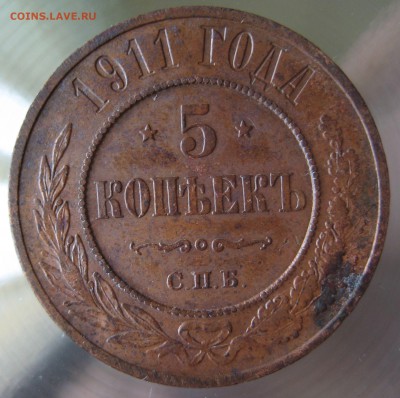 COINS.LAVE.RU
1911 ГОДА
5
КОПѢЕКЪ
С.П.Б.